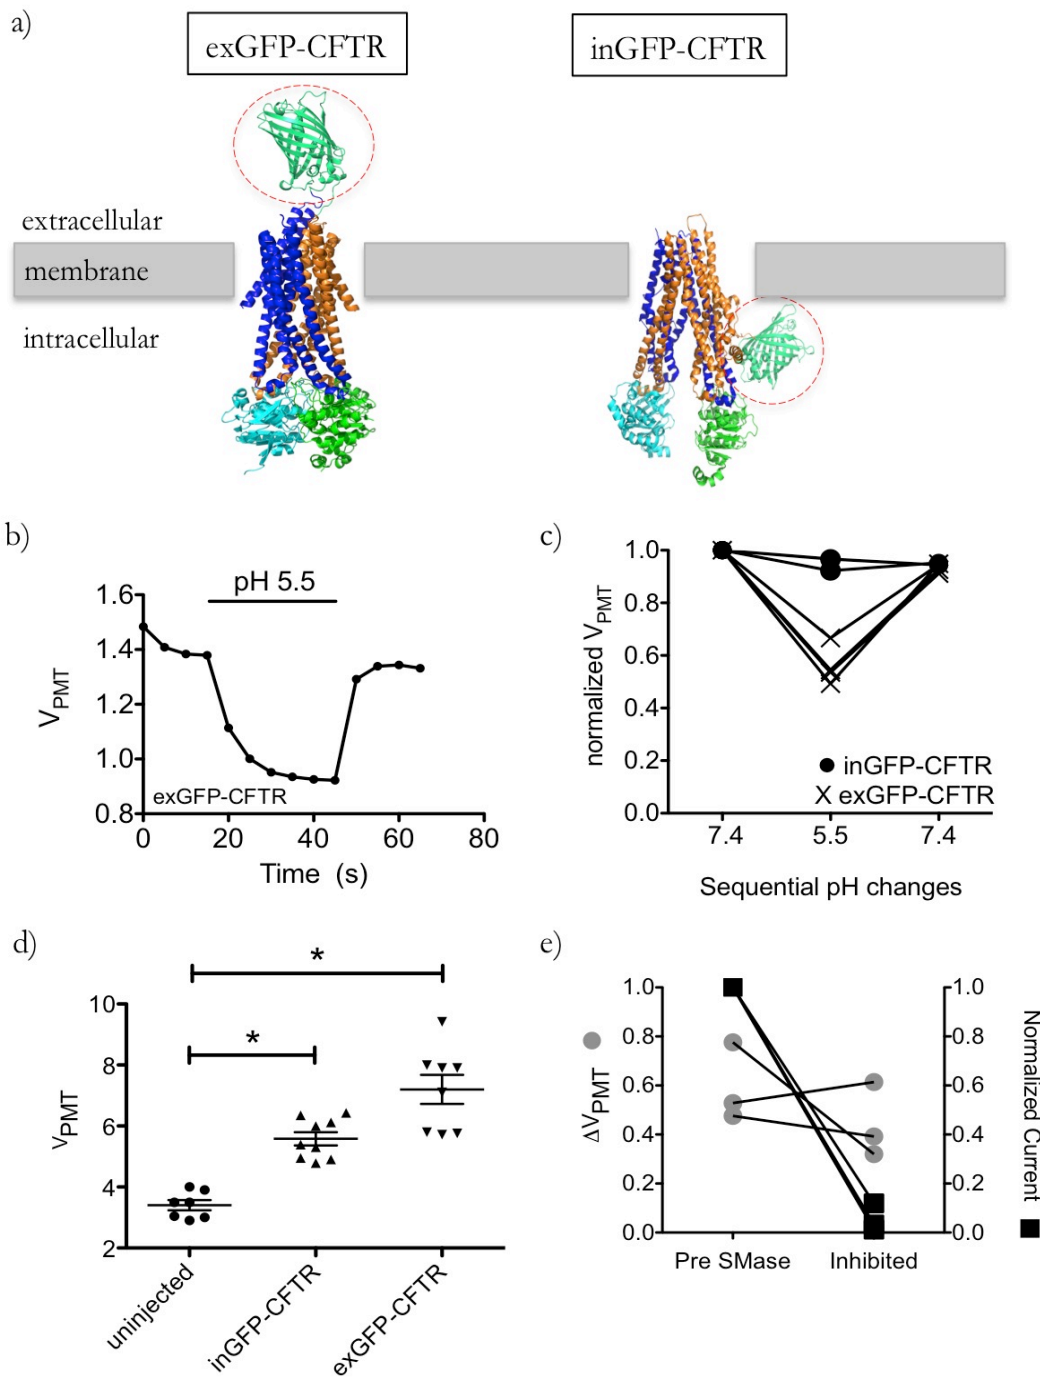 a)
exGFP-CFTR
inGFP-CFTR
extracellular
membrane
intracellular
b)
pH 5.5
1.6
1.4
1.2
1.0
0.8
VPMT
exGFP-CFTR
0
20
40
60
80
Time (s)
c)
1.0
0.8
0.6
0.4
0.2
0.0
normalized VPMT
inGFP-CFTR
X exGFP-CFTR
7.4
5.5
7.4
Sequential pH changes
d)
*
*
10
8
6
4
2
VPMT
uninjected
inGFP-CFTR
exGFP-CFTR
e)
1.0
0.8
0.6
0.4
0.2
0.0
ΔVPMT
1.0
0.8
0.6
0.4
0.2
0.0
Normalized Current
Pre SMase
Inhibited